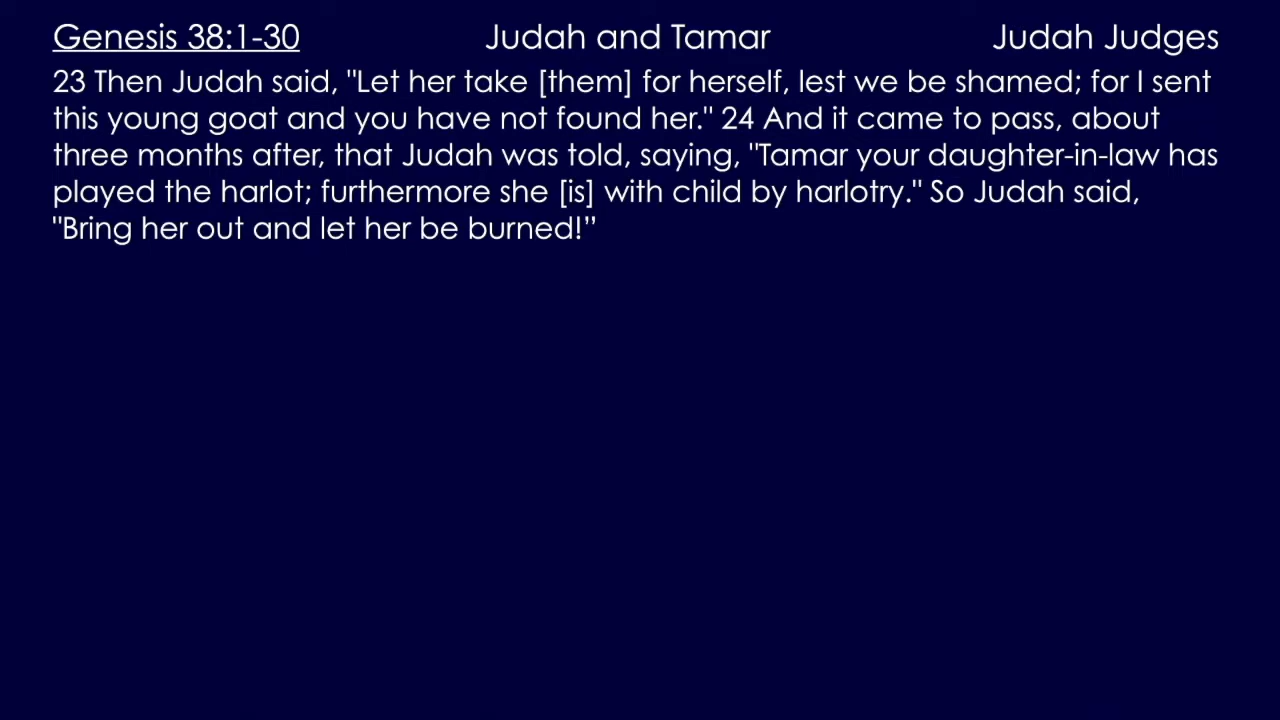 Genesis 38:1-30 Judah and Tamar Judah Judges
23 Then Judah said, "Let her take [them] for herself, lest we be shamed; for I sent
this young goat and you have not found her." 24 And it came to pass, about
three months after, that Judah was told, saying, "Tamar your daughter-in-law has
played the harlot; furthermore she [is] with child by harlotry." So Judah said,
"Bring her out and let her be burned!”